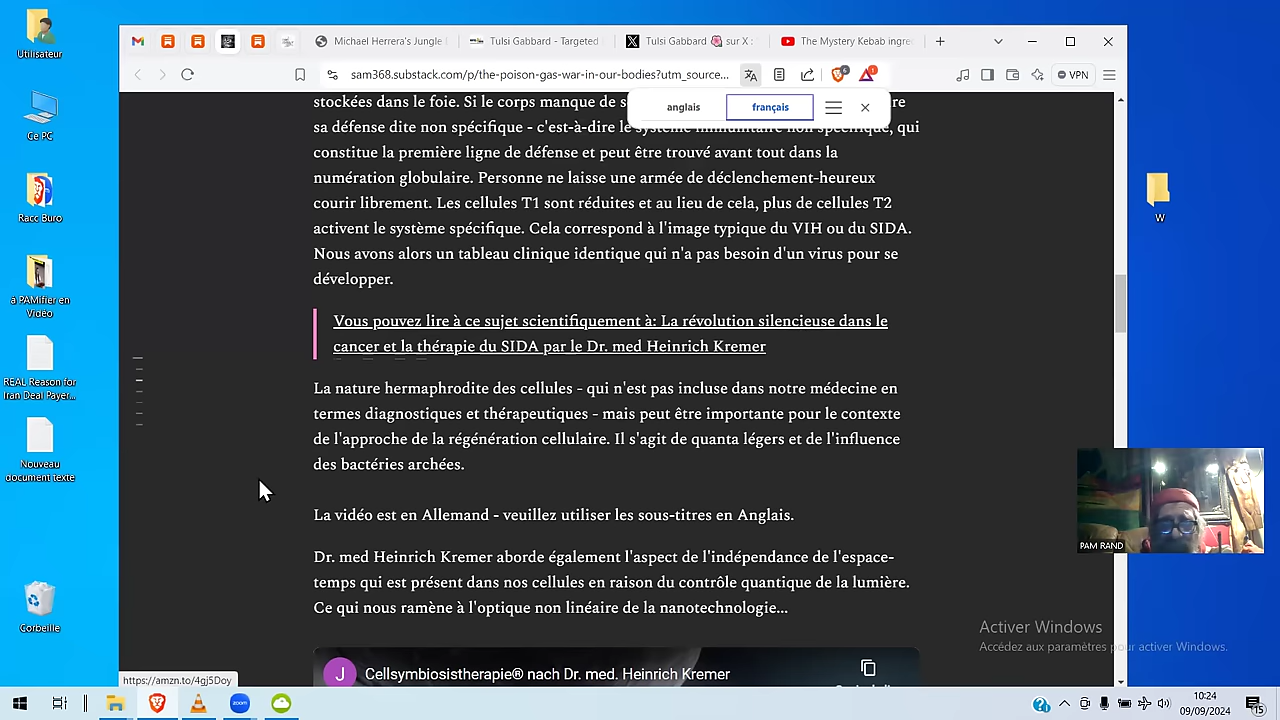 Utilisateur
Ce PC
Racc Buro
à PAMifier en
Vidéo
REAL Reason for
Iran Deal Payer...
Nouveau
document texte
Corbeille
W
Michael Herrera's Jungle
Tulsi Gabbard - Targeted
Tulsi Gabbard 🌺 sur X
The Mystery Kebab
sam368.substack.com/p/the-poison-gas-war-in-our-bodies?utm_source...
VPN
anglais
français
stockées dans le foie. Si le corps manque de
sa défense dite non spécifique - c'est-à-dire le système immunitaire non spécifique, qui
constitue la première ligne de défense et peut être trouvé avant tout dans la
numération globulaire. Personne ne laisse une armée de déclenchement-heureux
courir librement. Les cellules T1 sont réduites et au lieu de cela, plus de cellules T2
activent le système spécifique. Cela correspond à l'image typique du VIH ou du SIDA.
Nous avons alors un tableau clinique identique qui n'a pas besoin d'un virus pour se
développer.
Vous pouvez lire à ce sujet scientifiquement à: La révolution silencieuse dans le
cancer et la thérapie du SIDA par le Dr. med Heinrich Kremer
La nature hermaphrodite des cellules - qui n'est pas incluse dans notre médecine en
termes diagnostiques et thérapeutiques - mais peut être importante pour le contexte
de l'approche de la régénération cellulaire. Il s'agit de quanta légers et de l'influence
des bactéries archées.
La vidéo est en Allemand - veuillez utiliser les sous-titres en Anglais.
Dr. med Heinrich Kremer aborde également l'aspect de l'indépendance de l'espace-
temps qui est présent dans nos cellules en raison du contrôle quantique de la lumière.
Ce qui nous ramène à l'optique non linéaire de la nanotechnologie...
J
Cellsymbiosistherapie® nach Dr. med. Heinrich Kremer
https://amzn.to/4gj5Doy
PAM RAND
Activer Windows
Accédez aux paramètres pour activer Windows.
zoom
10:24
09/09/2024
15